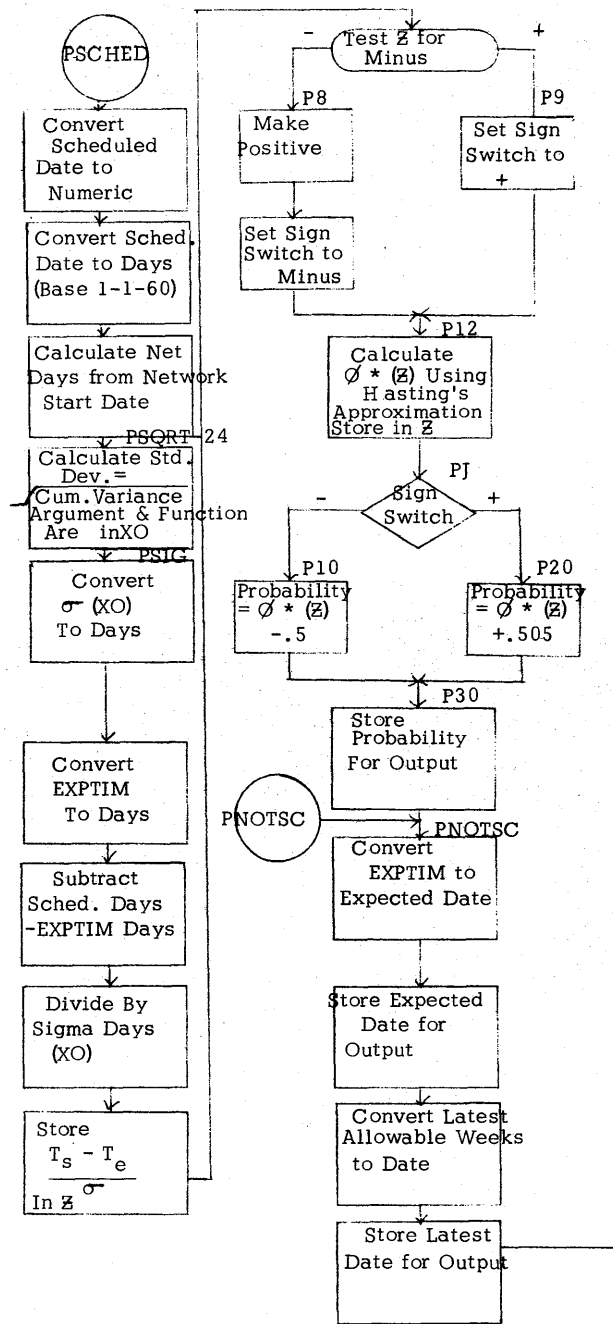 PSCHED
Convert
Scheduled
Date to
Numeric
Convert Sched.
Date to Days
(Base 1-1-60)
Calculate Net
Days from Network
Start Date
PSQRT 24
Calculate Std.
Dev.=
√Cum.Variance
Argument & Function
Are inXO
PSIG
Convert
σ (XO)
To Days
Convert
EXPTIM
To Days
Subtract
Sched. Days
-EXPTIM Days
Divide By
Sigma Days
(XO)
Store
Ts - Te
σ
In Ƶ
- Test Ƶ for +
Minus
P8
Make
Positive
Set Sign
Switch to
Minus
P9
Set Sign
Switch to
+
P12
Calculate
Ø * (Ƶ) Using
Hasting's
Approximation
Store in Ƶ
PJ
- Sign +
Switch
P10
Probability
= Ø * (Ƶ)
-.5
P20
Probability
= Ø * (Ƶ)
+.505
P30
Store
Probability
For Output
PNOTSC
PNOTSC
Convert
EXPTIM to
Expected Date
Store Expected
Date for
Output
Convert Latest
Allowable Weeks
to Date
Store Latest
Date for Output